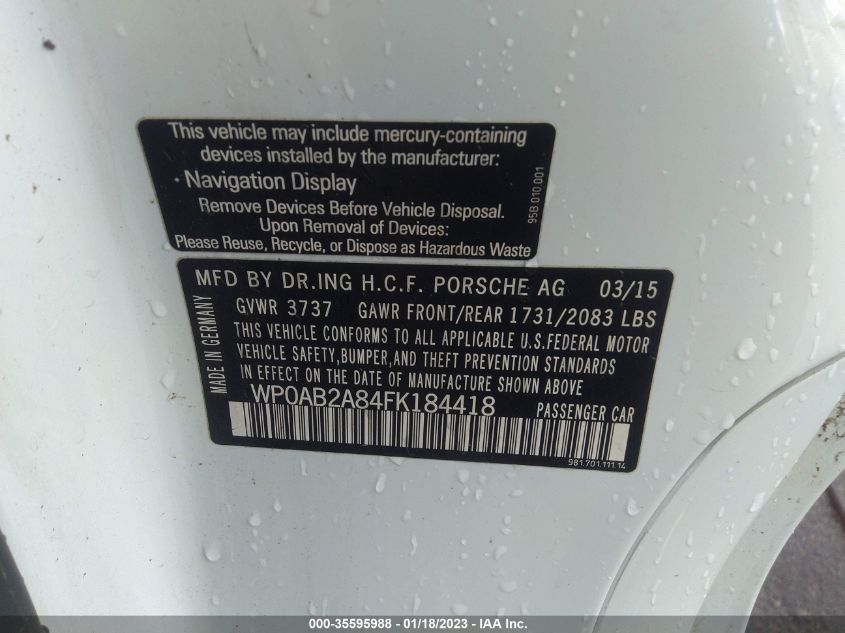 This vehicle may include mercury-containing
devices installed by the manufacturer:
· Navigation Display
Remove Devices Before Vehicle Disposal.
Upon Removal of Devices:
Please Reuse, Recycle, or Dispose as Hazardous Waste
95B.010.001
MFD BY DR.ING H.C.F. PORSCHE AG 03/15
GVWR 3737 GAWR FRONT/REAR 1731/2083 LBS
THIS VEHICLE CONFORMS TO ALL APPLICABLE U.S.FEDERAL MOTOR
VEHICLE SAFETY,BUMPER,AND THEFT PREVENTION STANDARDS
IN EFFECT ON THE DATE OF MANUFACTURE SHOWN ABOVE
MADE IN GERMANY
WP0AB2A84FK184418 PASSENGER CAR
981.701.111.14
000-35595988 - 01/18/2023 - IAA Inc.